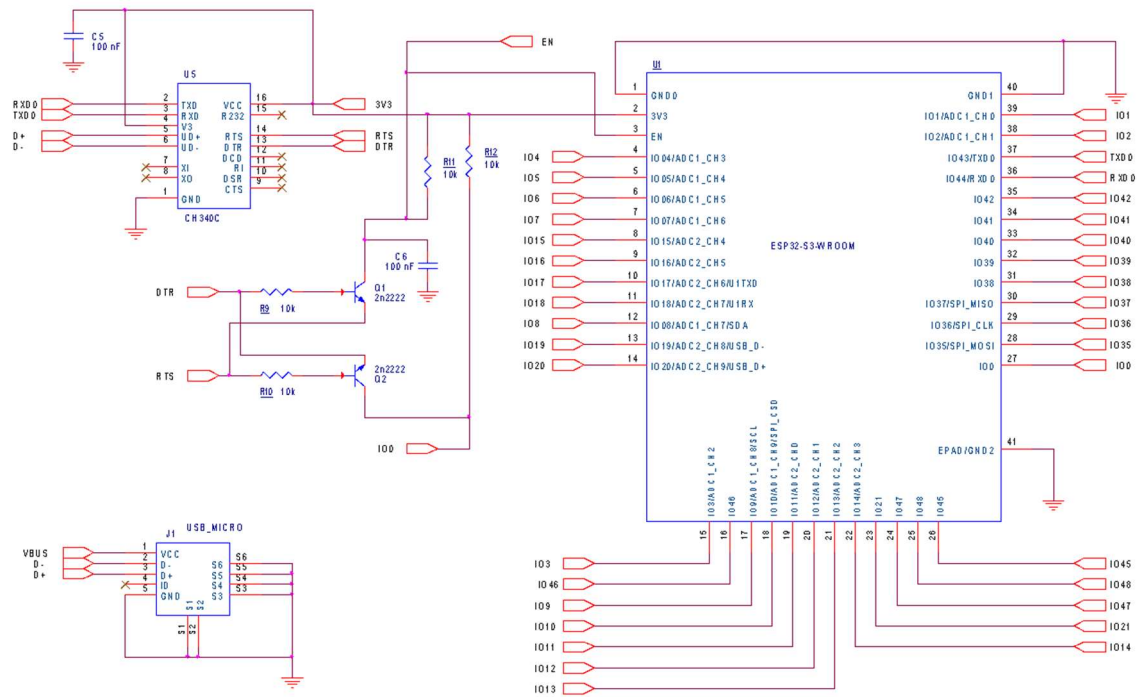 C5
100 nF
U5
RXD0
TXD0
D+
D-
2
3
4
5
6
7
8
1
TXD
RXD
V3
UD+
UD-
XI
XO
GND
VCC
R232
RTS
DTR
DCD
RI
DSR
CTS
16
15
14
13
12
11
10
9
3V3
RTS
DTR
CH340C
EN
R11
10k
R12
10k
C6
100 nF
DTR
R9 10k
Q1
2n2222
RTS
R10 10k
2n2222
Q2
IO0
USB_MICRO
J1
VBUS
D-
D+
1
2
3
4
5
VCC
D-
D+
ID
GND
S6
S5
S4
S3
S6
S5
S4
S3
S1
S2
S1
S2
U1
ESP32-S3-WROOM
1 GND0
2 3V3
3 EN
IO4 4 IO04/ADC1_CH3
IO5 5 IO05/ADC1_CH4
IO6 6 IO06/ADC1_CH5
IO7 7 IO07/ADC1_CH6
IO15 8 IO15/ADC2_CH4
IO16 9 IO16/ADC2_CH5
IO17 10 IO17/ADC2_CH6/U1TXD
IO18 11 IO18/ADC2_CH7/U1RX
IO8 12 IO08/ADC1_CH7/SDA
IO19 13 IO19/ADC2_CH8/USB_D-
IO20 14 IO20/ADC2_CH9/USB_D+
GND1 40
IO1/ADC1_CH0 39 IO1
IO2/ADC1_CH1 38 IO2
IO43/TXD0 37 TXD0
IO44/RXD0 36 RXD0
IO42 35 IO42
IO41 34 IO41
IO40 33 IO40
IO39 32 IO39
IO38 31 IO38
IO37/SPI_MISO 30 IO37
IO36/SPI_CLK 29 IO36
IO35/SPI_MOSI 28 IO35
IO0 27 IO0
EPAD/GND2 41
IO3/ADC1_CH2
IO46
IO9/ADC1_CH8/SCL
IO10/ADC1_CH9/SPI_CSD
IO11/ADC2_CH0
IO12/ADC2_CH1
IO13/ADC2_CH2
IO14/ADC2_CH3
IO21
IO47
IO48
IO45
15
16
17
18
19
20
21
22
23
24
25
26
IO3
IO46
IO9
IO10
IO11
IO12
IO13
IO45
IO48
IO47
IO21
IO14